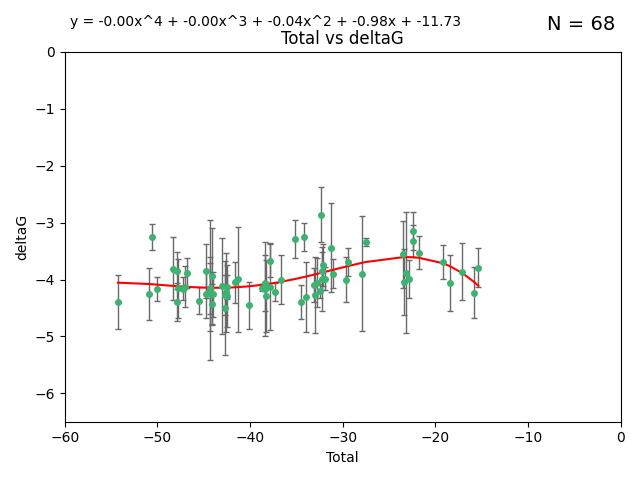 y = -0.00x^4 + -0.00x^3 + -0.04x^2 + -0.98x + -11.73
N = 68
Total vs deltaG
0
−1
−2
−3
−4
−5
−6
deltaG
−60 −50 −40 −30 −20 −10 0
Total